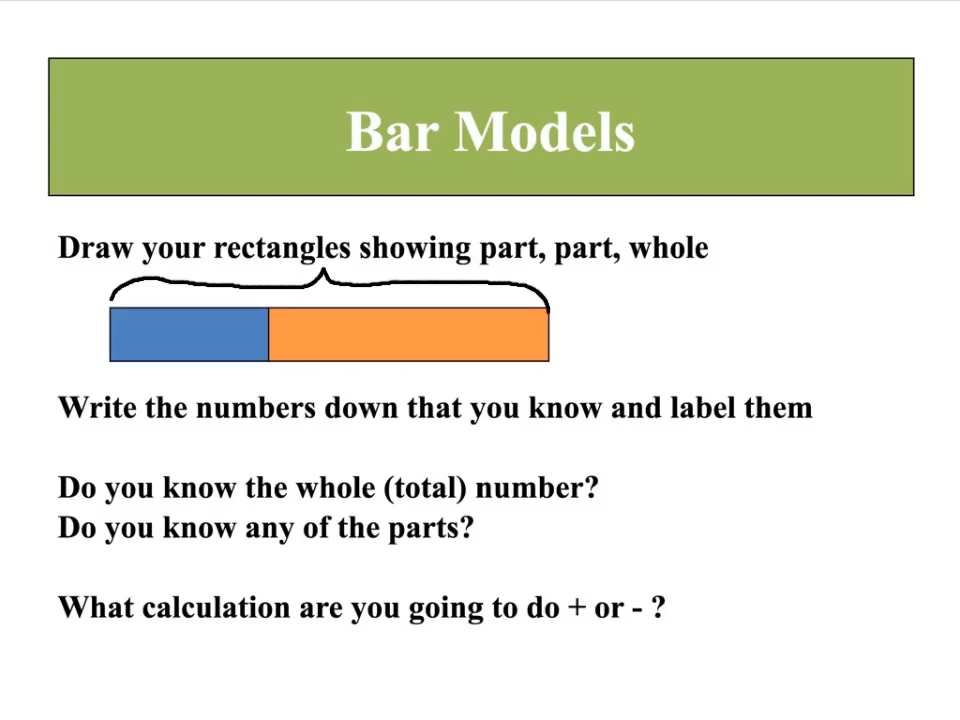 Bar Models
Draw your rectangles showing part, part, whole
Write the numbers down that you know and label them
Do you know the whole (total) number?
Do you know any of the parts?
What calculation are you going to do + or - ?